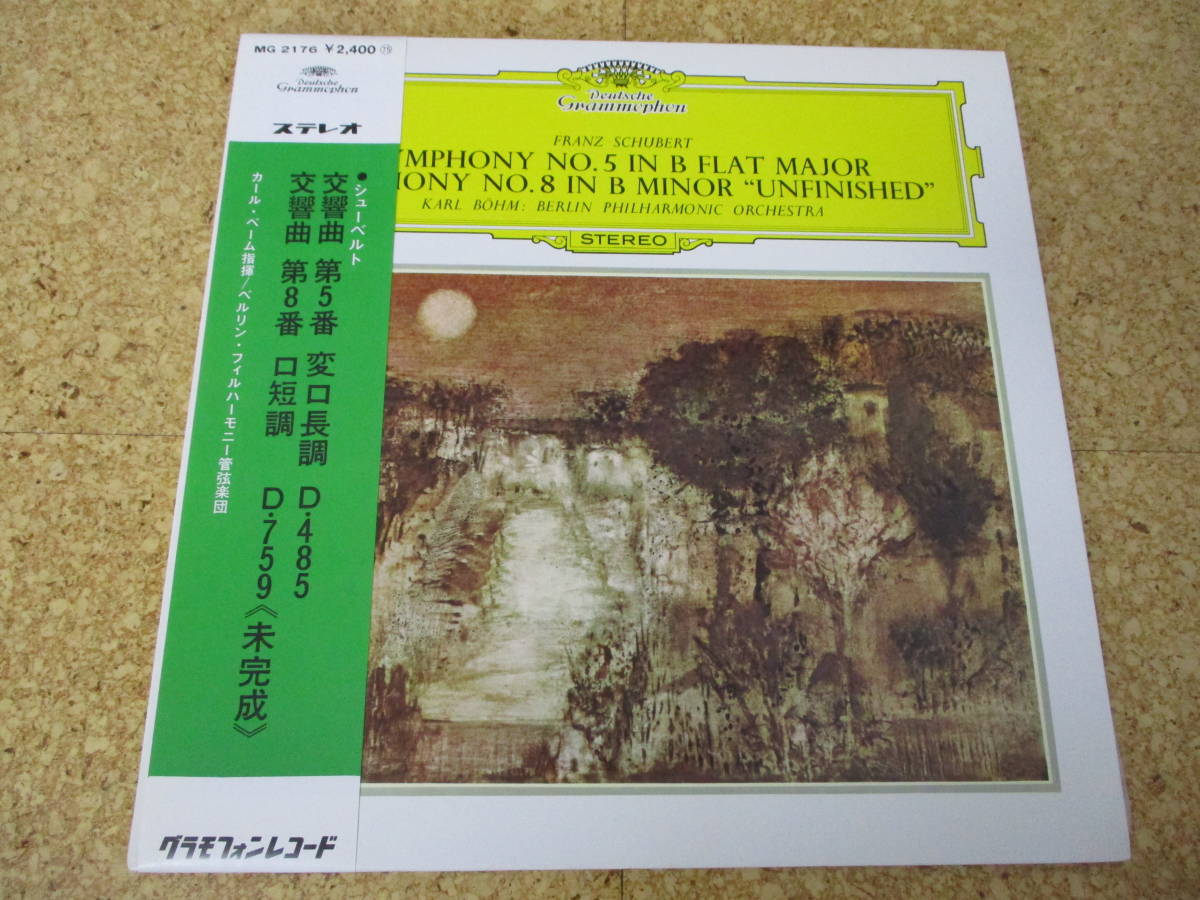 MG 2176 ¥2,400 ⑮
Deutsche
Grammophon
ステレオ
●シューベルト
交響曲 第5番 変ロ長調 D・485
交響曲 第8番 ロ短調 D・759《未完成》
カール・ベーム指揮/ベルリン・フィルハーモニー管弦楽団
グラモフォンレコード
Deutsche
Grammophon
FRANZ SCHUBERT
YMPHONY NO. 5 IN B FLAT MAJOR
HONY NO. 8 IN B MINOR “UNFINISHED”
KARL BÖHM: BERLIN PHILHARMONIC ORCHESTRA
STEREO